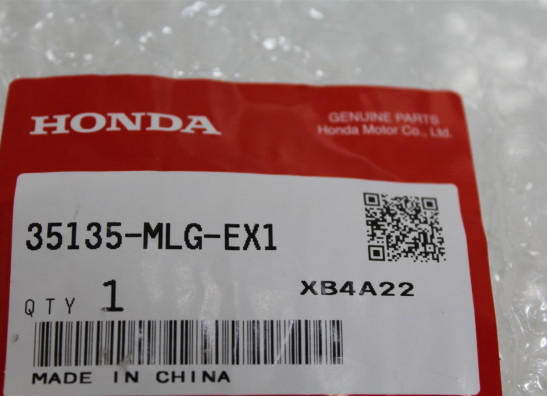 HONDA
GENUINE PARTS
Honda Motor Co., Ltd.
35135-MLG-EX1
QTY 1
XB4A22
MADE IN CHINA